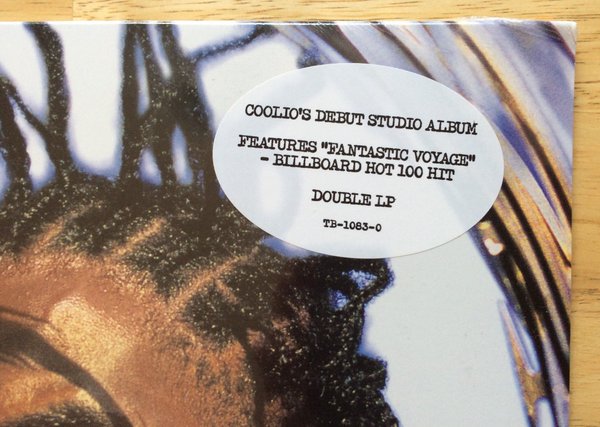 COOLIO'S DEBUT STUDIO ALBUM
FEATURES "FANTASTIC VOYAGE"
- BILLBOARD HOT 100 HIT
DOUBLE LP
TB-1083-0